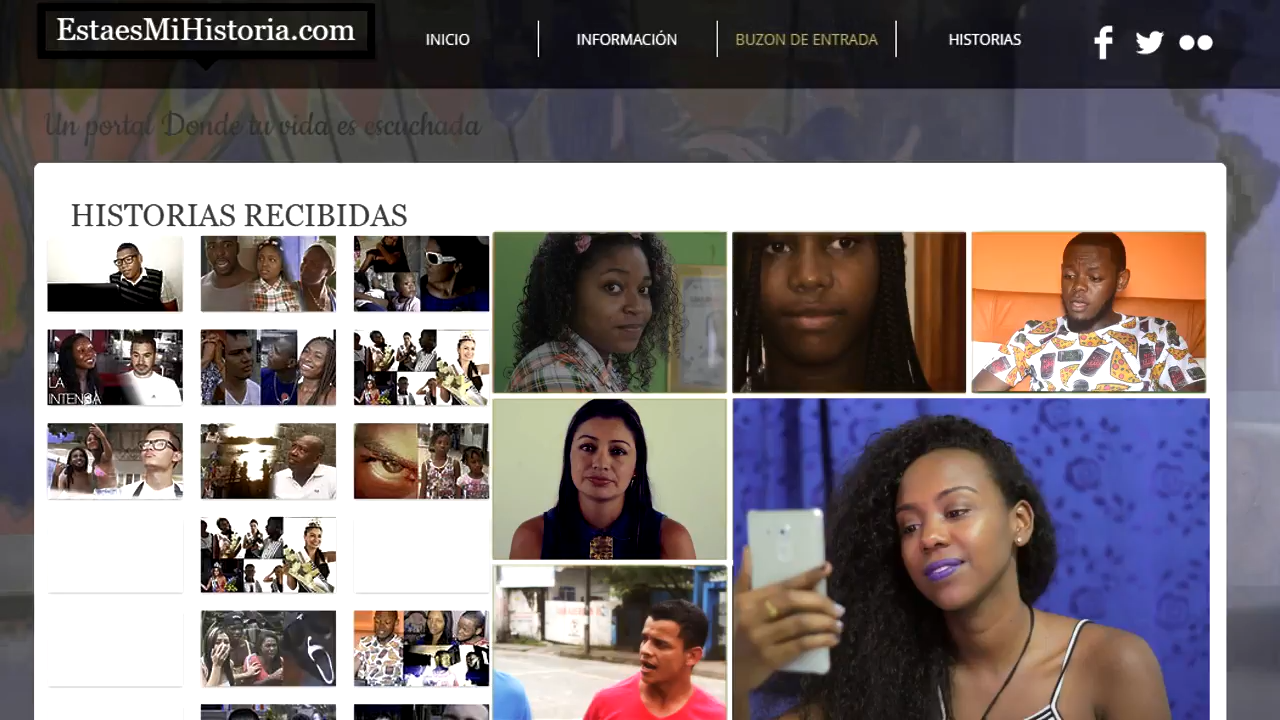 EstaesMiHistoria.com
INICIO
INFORMACIÓN
BUZON DE ENTRADA
HISTORIAS
Un portal Donde tu vida es escuchada
HISTORIAS RECIBIDAS
LA
INTENSA